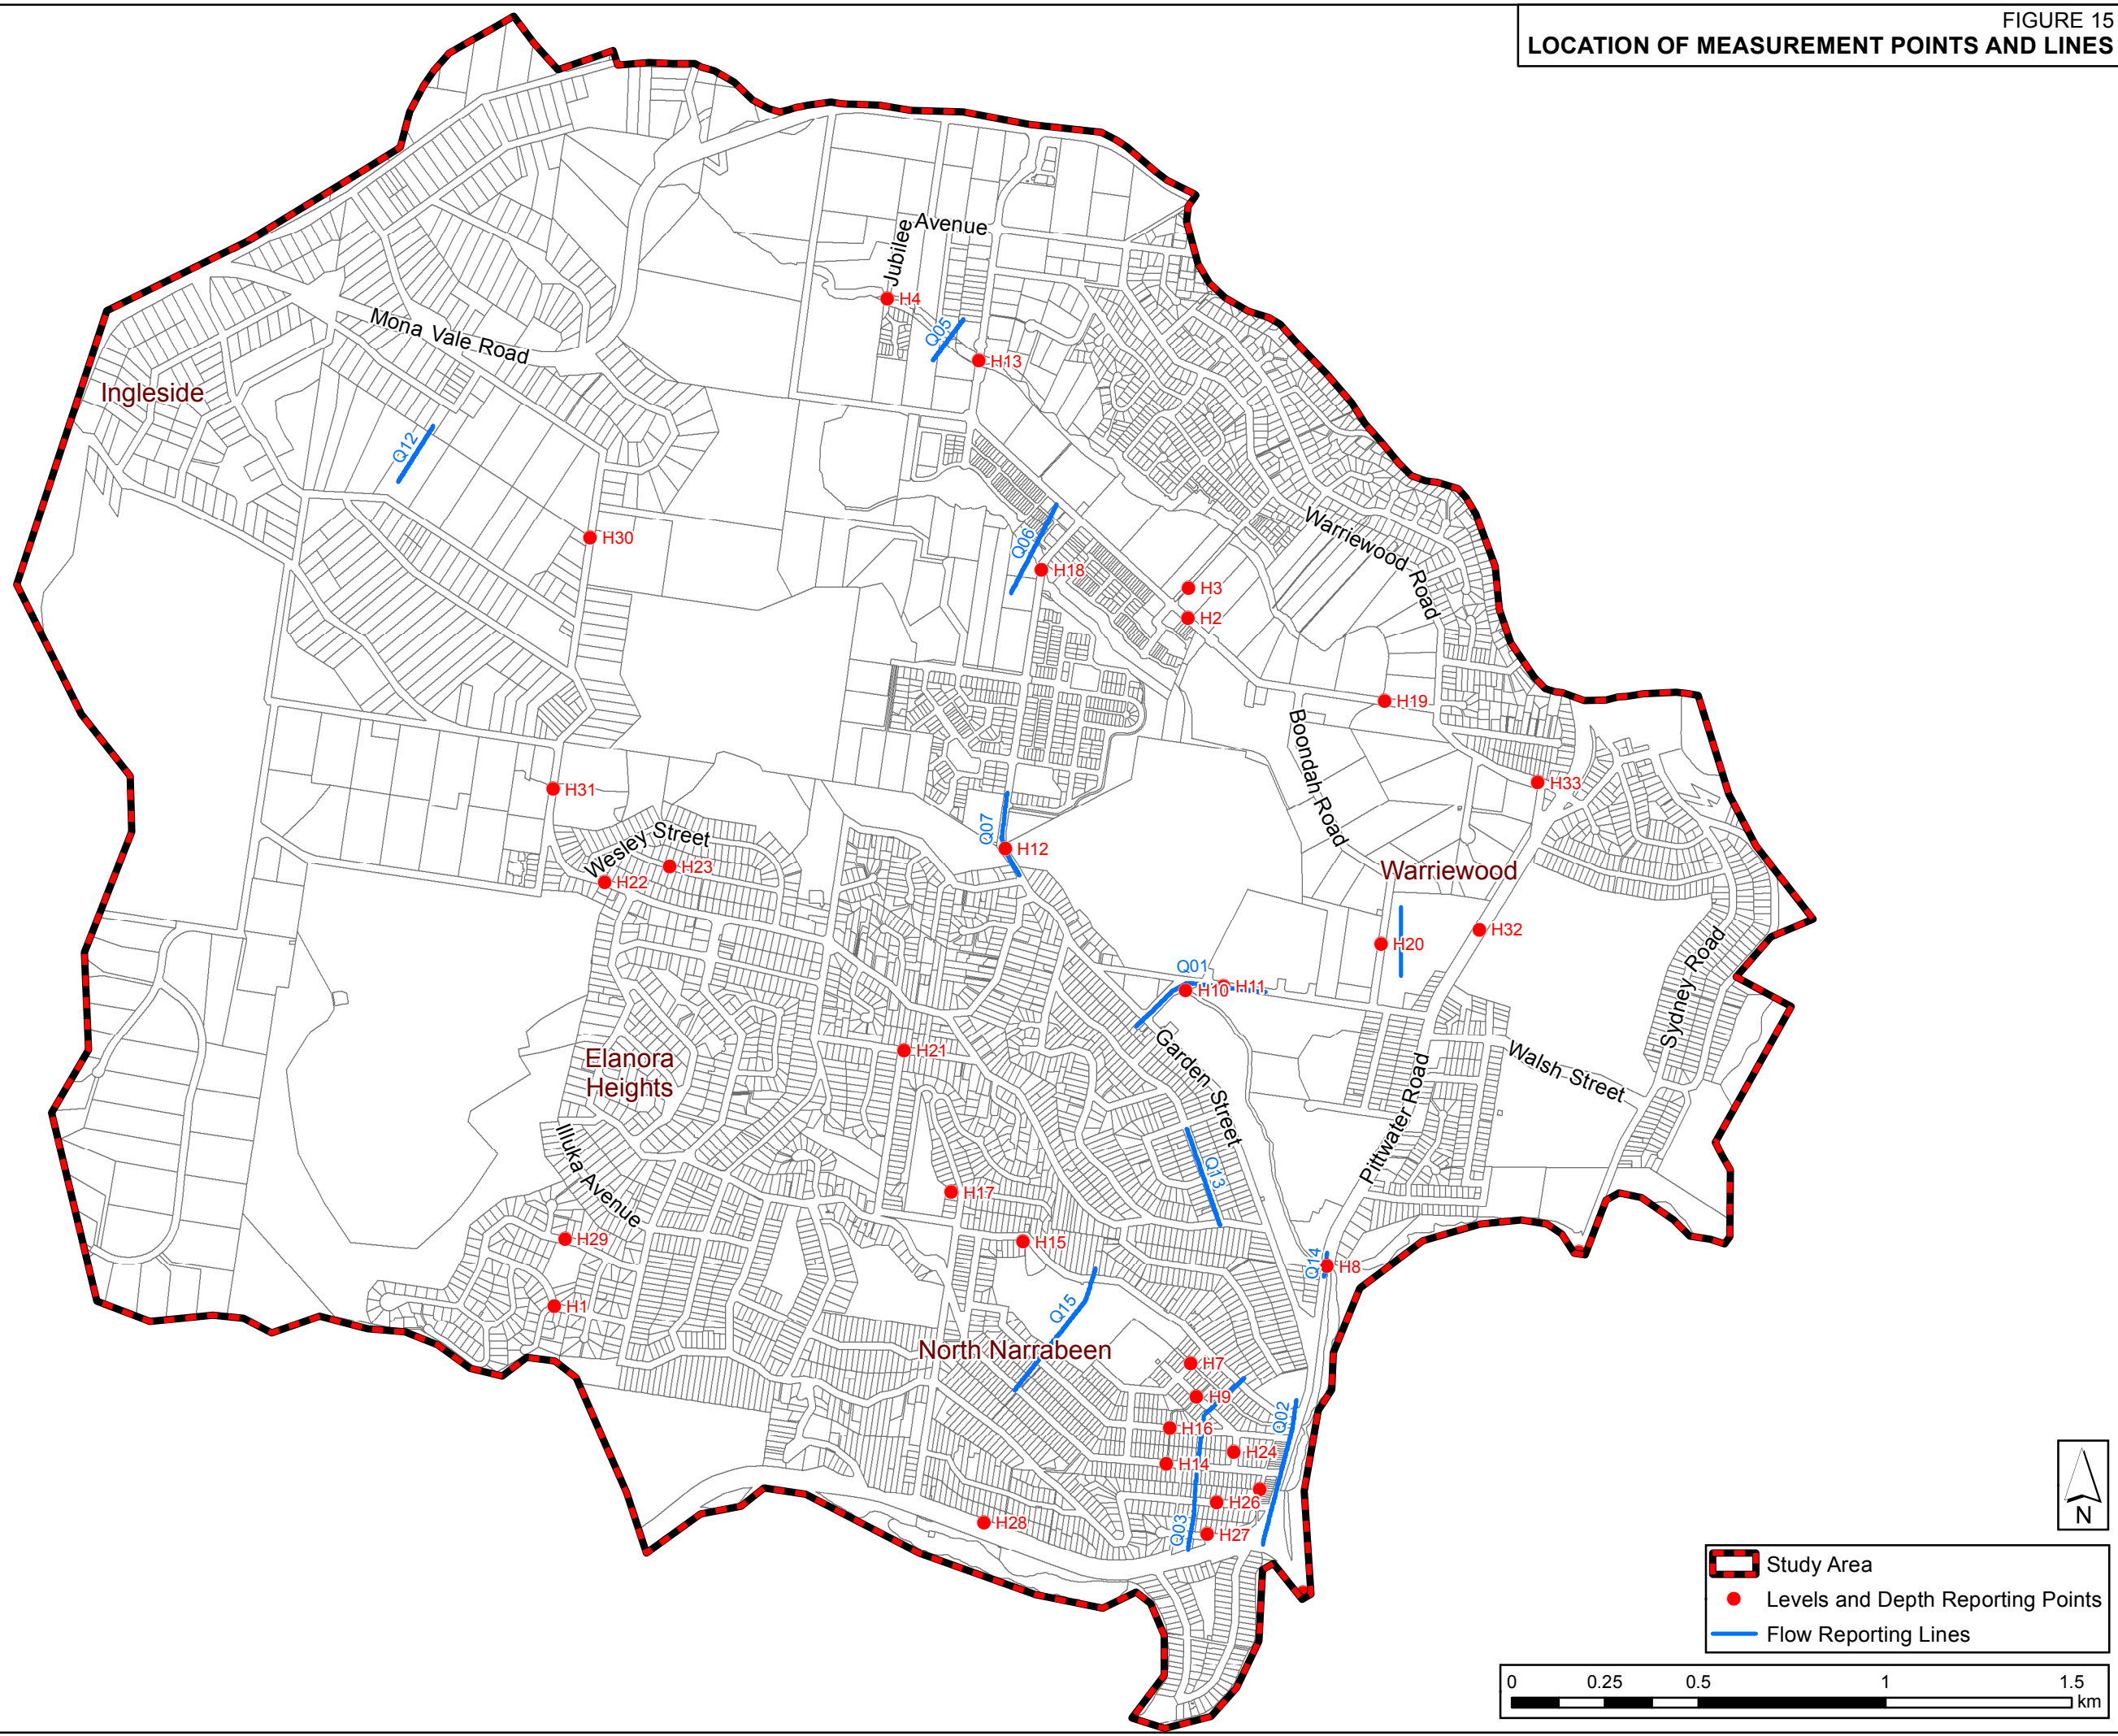 FIGURE 15
LOCATION OF MEASUREMENT POINTS AND LINES
Jubilee Avenue
H4
Q05
H13
Mona Vale Road
Ingleside
Q12
H30
Q06
H18
Warriewood Road
H3
H2
H19
Boondah Road
H33
H31
Wesley Street
H23
H22
Q07
H12
Warriewood
H20
H32
Sydney Road
Q01
H10
H11
Garden Street
H21
Elanora
Heights
Walsh Street
Pittwater Road
Illuka Avenue
Q13
H17
H29
H15
Q14
H8
H1
Q15
North Narrabeen
H7
H9
Q02
H16
H24
H14
H26
H28
Q03
H27
N
Study Area
Levels and Depth Reporting Points
Flow Reporting Lines
0 0.25 0.5 1 1.5
km